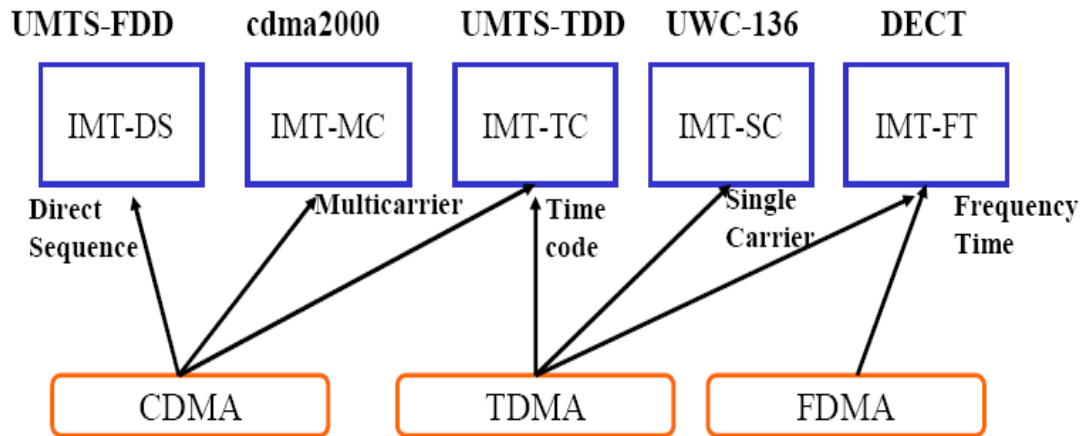 UMTS-FDD cdma2000 UMTS-TDD UWC-136 DECT
IMT-DS IMT-MC IMT-TC IMT-SC IMT-FT
Direct
Sequence
Multicarrier
Time
code
Single
Carrier
Frequency
Time
CDMA TDMA FDMA